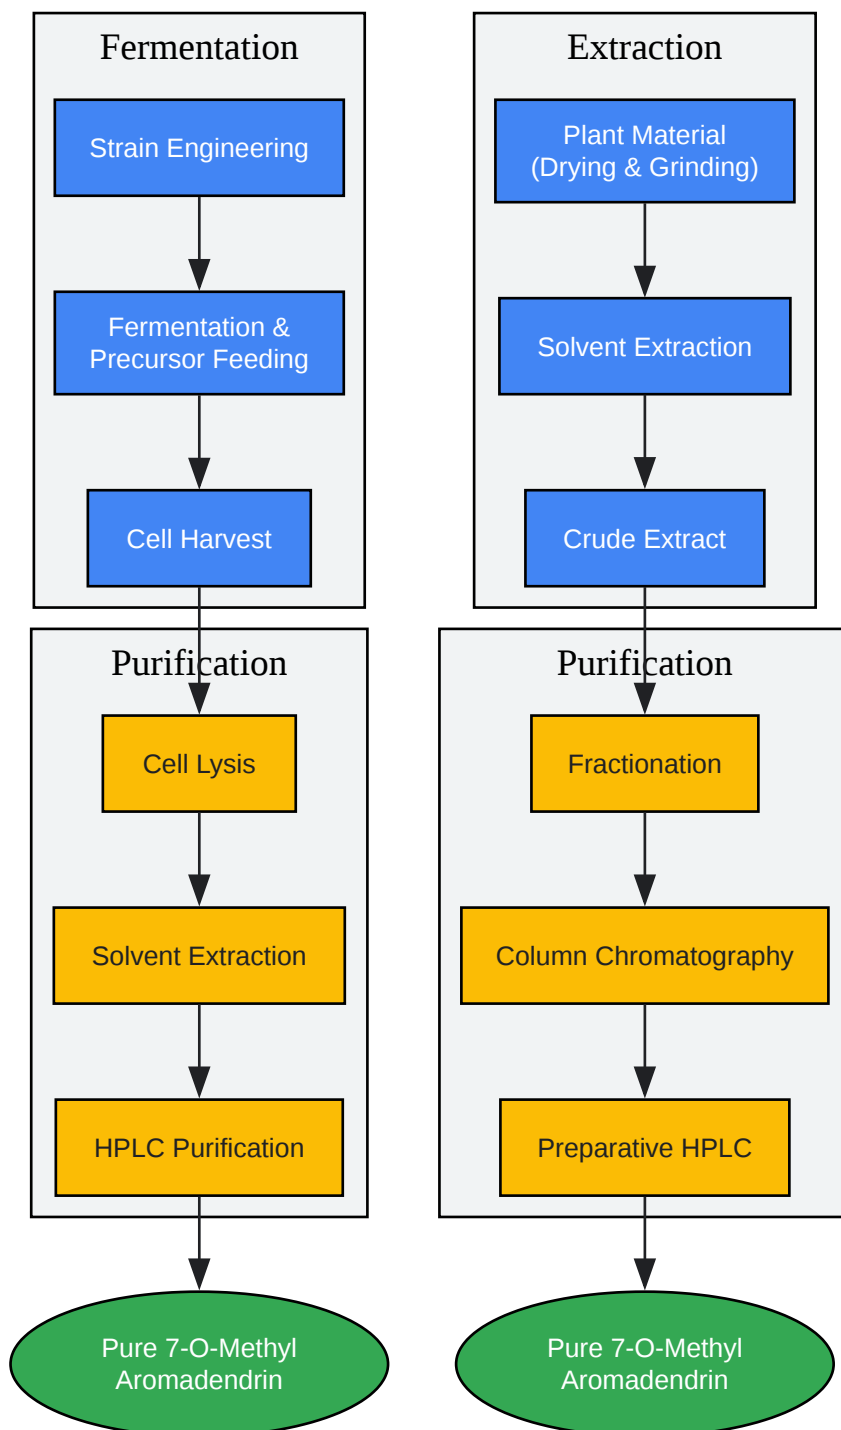 Fermentation
Strain Engineering
Fermentation &
Precursor Feeding
Cell Harvest
Purification
Cell Lysis
Solvent Extraction
HPLC Purification
Pure 7-O-Methyl
Aromadendrin
Extraction
Plant Material
(Drying & Grinding)
Solvent Extraction
Crude Extract
Purification
Fractionation
Column Chromatography
Preparative HPLC
Pure 7-O-Methyl
Aromadendrin